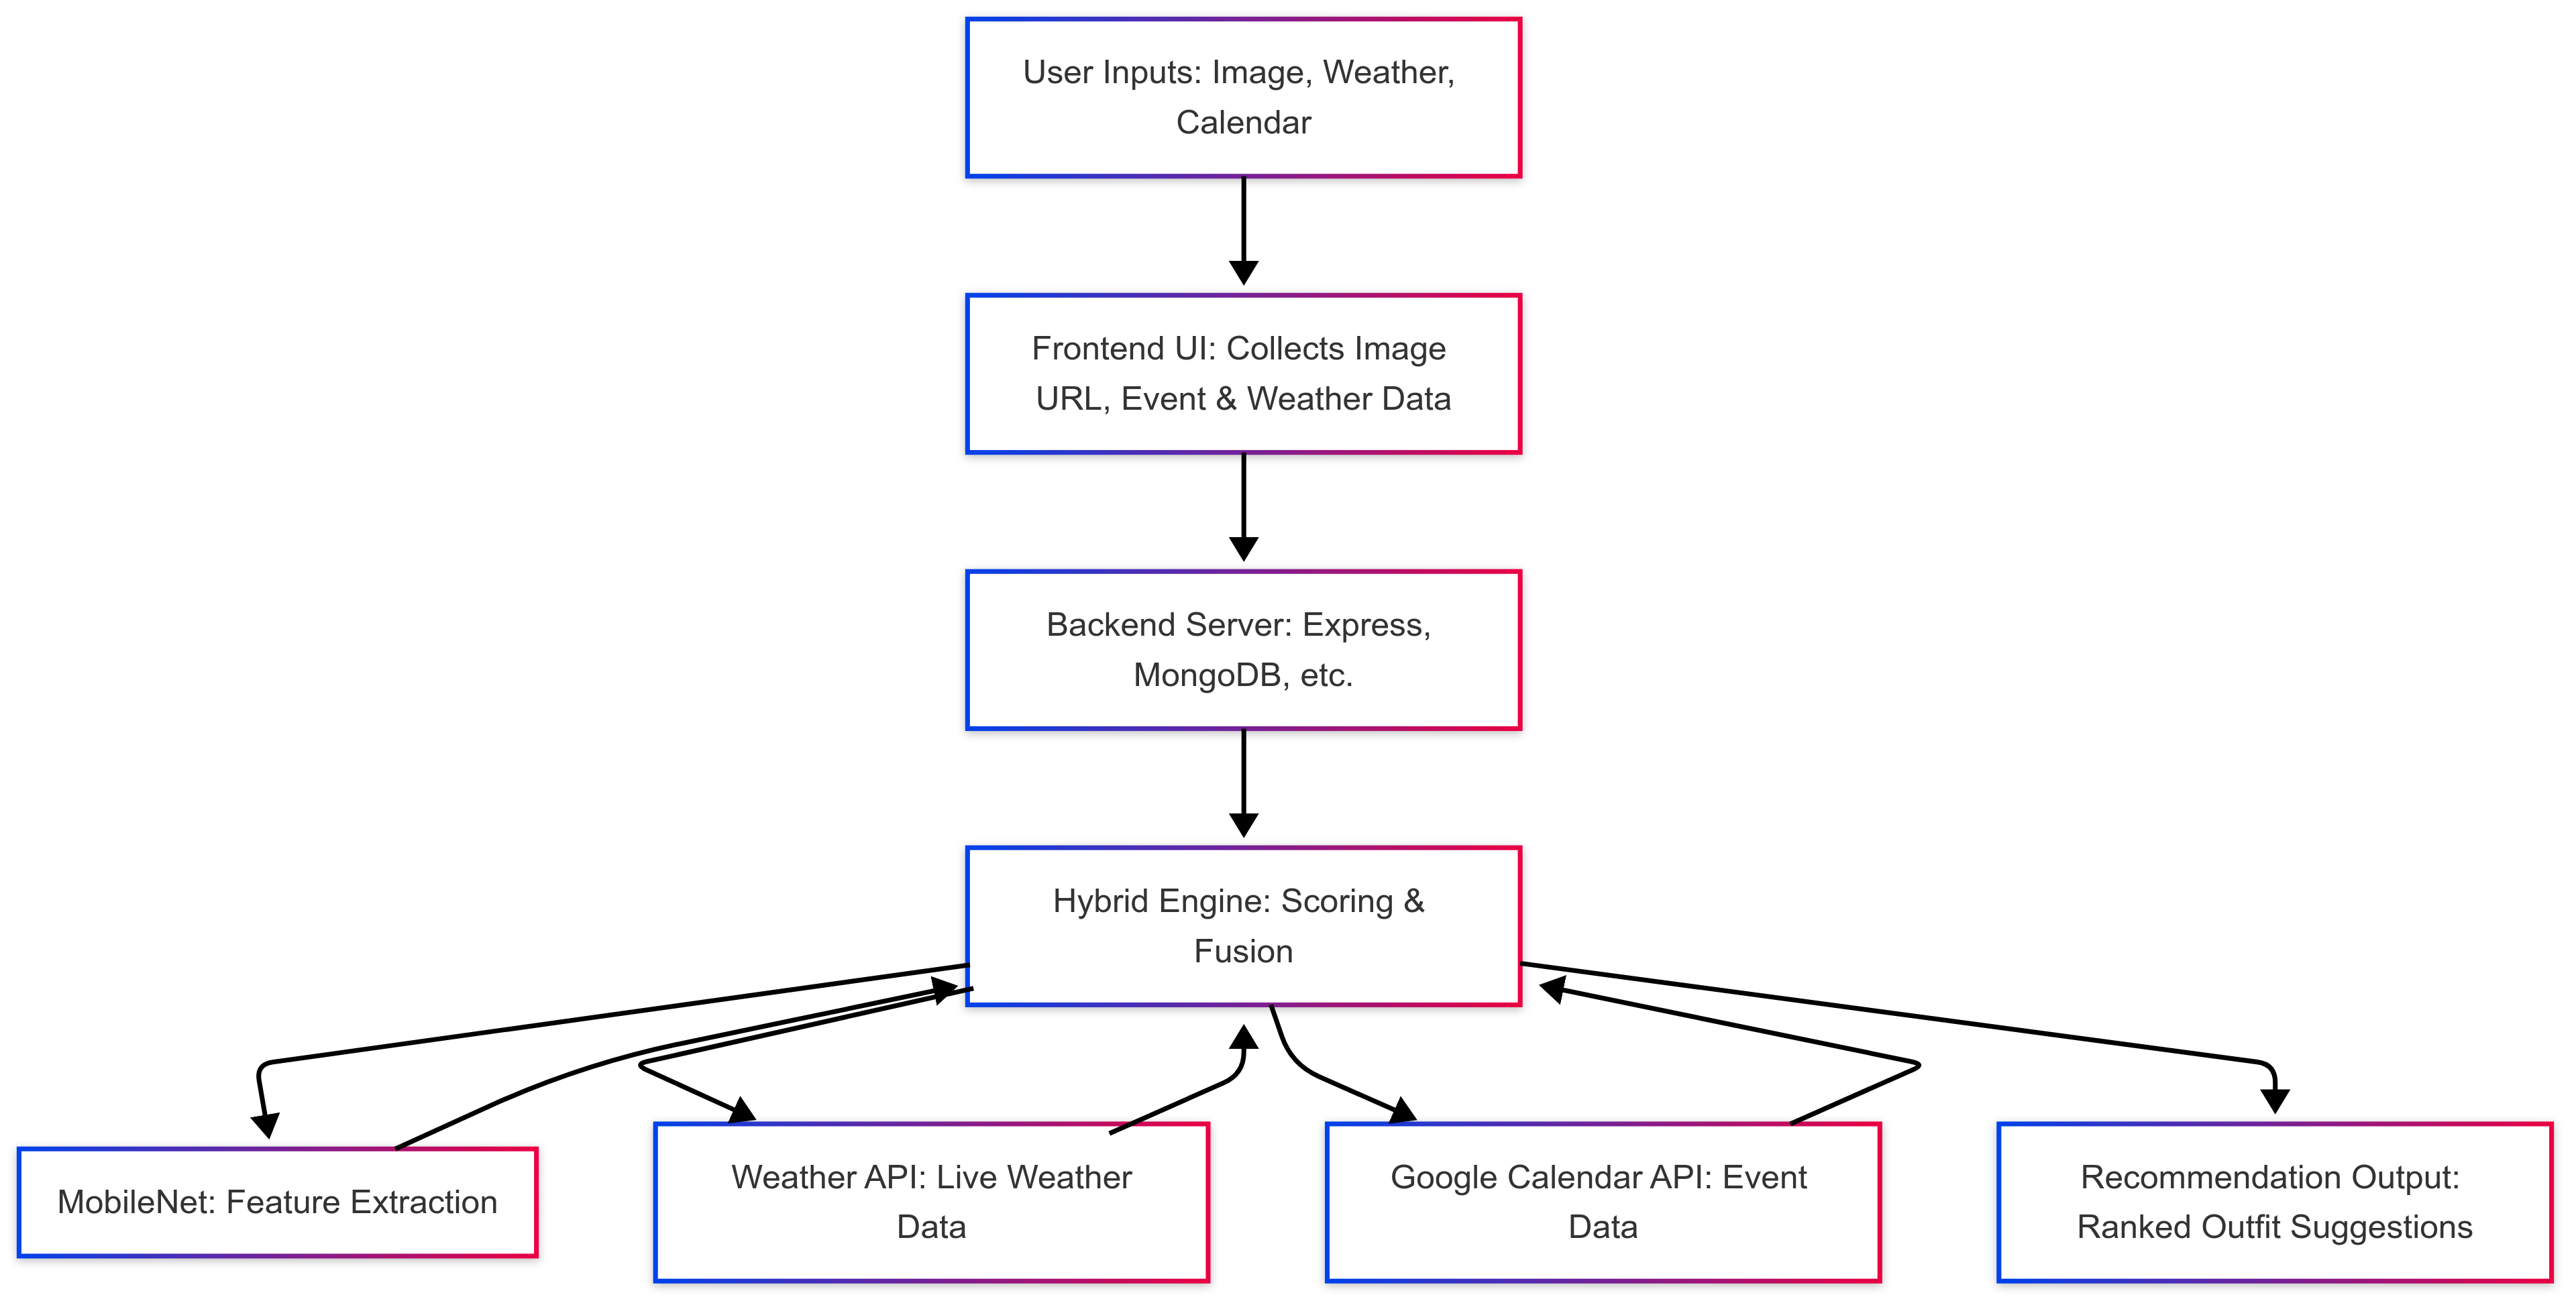 User Inputs: Image, Weather,
Calendar
Frontend UI: Collects Image
URL, Event & Weather Data
Backend Server: Express,
MongoDB, etc.
Hybrid Engine: Scoring &
Fusion
MobileNet: Feature Extraction
Weather API: Live Weather
Data
Google Calendar API: Event
Data
Recommendation Output:
Ranked Outfit Suggestions